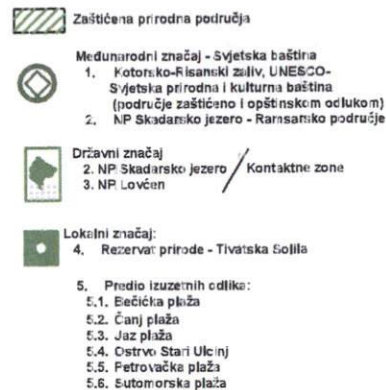 Zaštićena prirodna područja
Međunarodni značaj - Svjetska baština
1. Kotorsko-Risanski zaliv, UNESCO-
Svjetska prirodna i kulturna baština
(područje zaštićeno i opštinskom odlukom)
2. NP Skadarsko jezero - Ramsarsko područje
Državni značaj
2. NP Skadarsko jezero / Kontaktne zone
3. NP Lovćen
Lokalni značaj:
4. Rezervat prirode - Tivatska Solila
5. Predio izuzetnih odlika:
5.1. Bečićka plaža
5.2. Čanj plaža
5.3. Jaz plaža
5.4. Ostrvo Stari Ulcinj
5.5. Petrovačka plaža
5.6. Sutomorska plaža